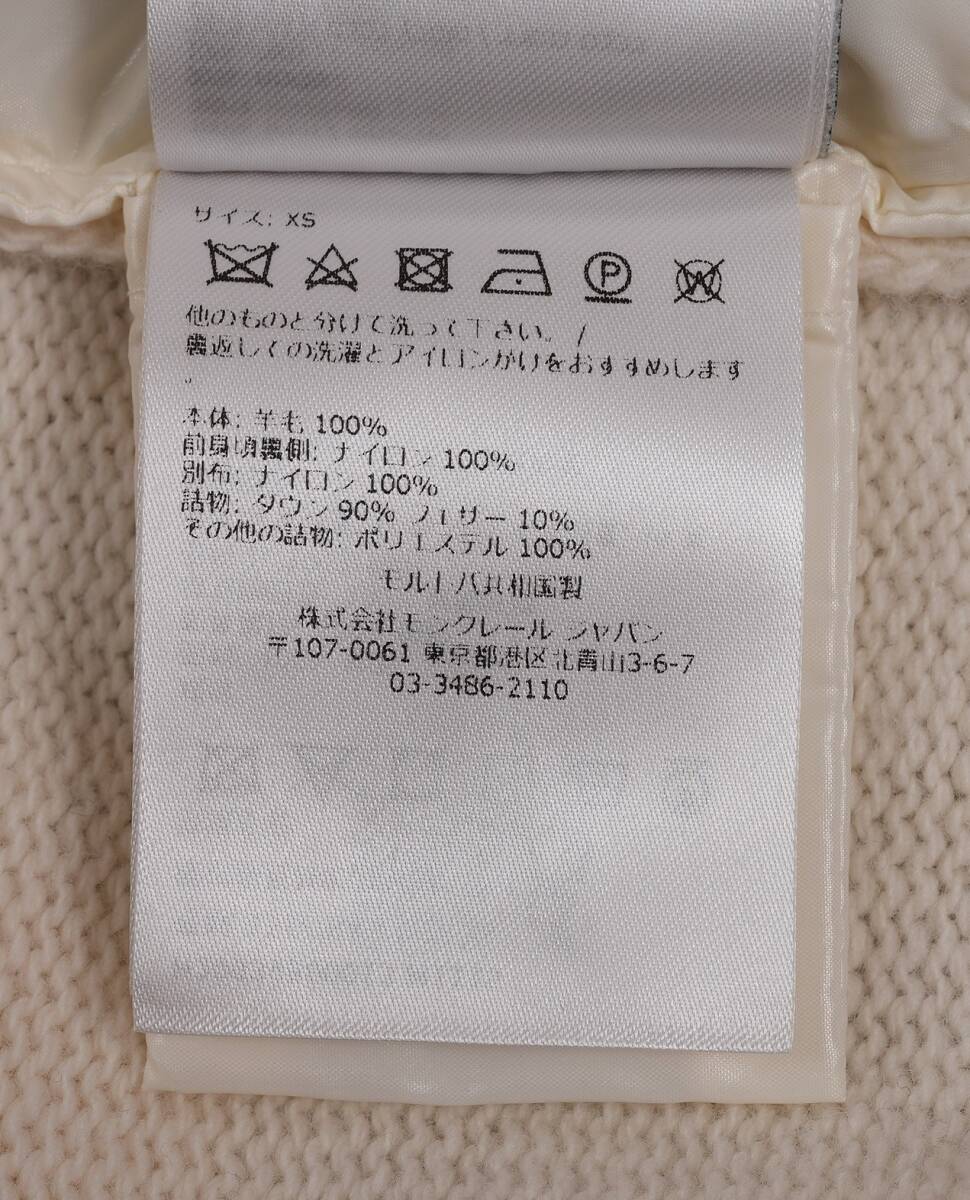 サイズ: XS
P
W
他のものと分けて洗って下さい。/
裏返しての洗濯とアイロンがけをおすすめします
。
本体: 羊毛 100%
前身頃裏側: ナイロン 100%
別布: ナイロン 100%
詰物: ダウン 90% フェザー 10%
その他の詰物: ポリエステル 100%
モルドバ共和国製
株式会社モンクレール ジャパン
〒107-0061 東京都港区北青山3-6-7
03-3486-2110